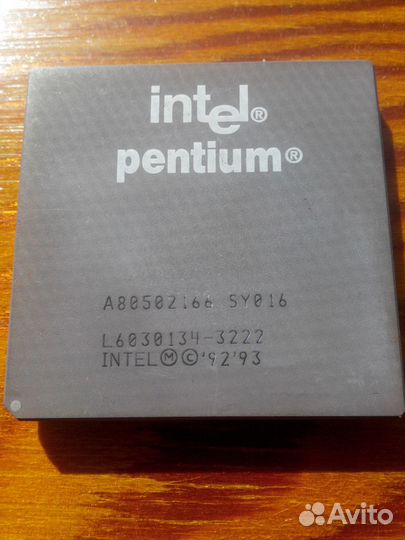 intel®
pentium®
A80502166 SY016
L6030134-3222
INTEL Ⓜ © '92'93
Avito